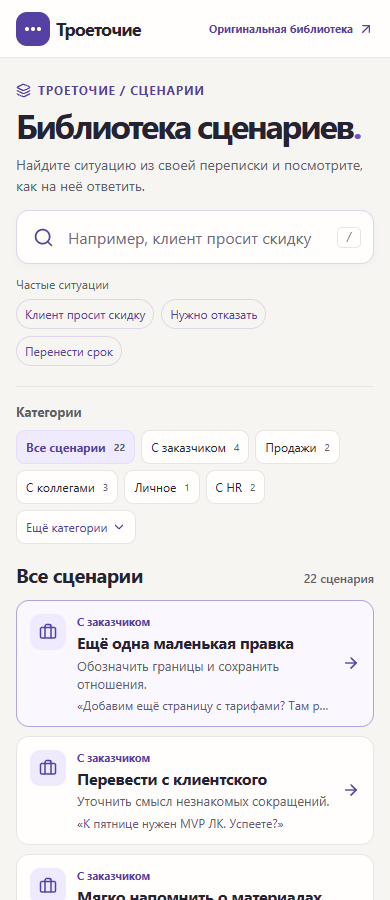 Троеточие
Оригинальная библиотека
ТРОЕТОЧИЕ / СЦЕНАРИИ
Библиотека сценариев.
Найдите ситуацию из своей переписки и посмотрите,
как на неё ответить.
Например, клиент просит скидку
/
Частые ситуации
Клиент просит скидку
Нужно отказать
Перенести срок
Категории
Все сценарии 22
С заказчиком 4
Продажи 2
С коллегами 3
Личное 1
С HR 2
Ещё категории
Все сценарии
22 сценария
С заказчиком
Ещё одна маленькая правка
Обозначить границы и сохранить
отношения.
«Добавим ещё страницу с тарифами? Там р...
С заказчиком
Перевести с клиентского
Уточнить смысл незнакомых сокращений.
«К пятнице нужен MVP ЛК. Успеете?»
С заказчиком
Мягко напомнить о материалах